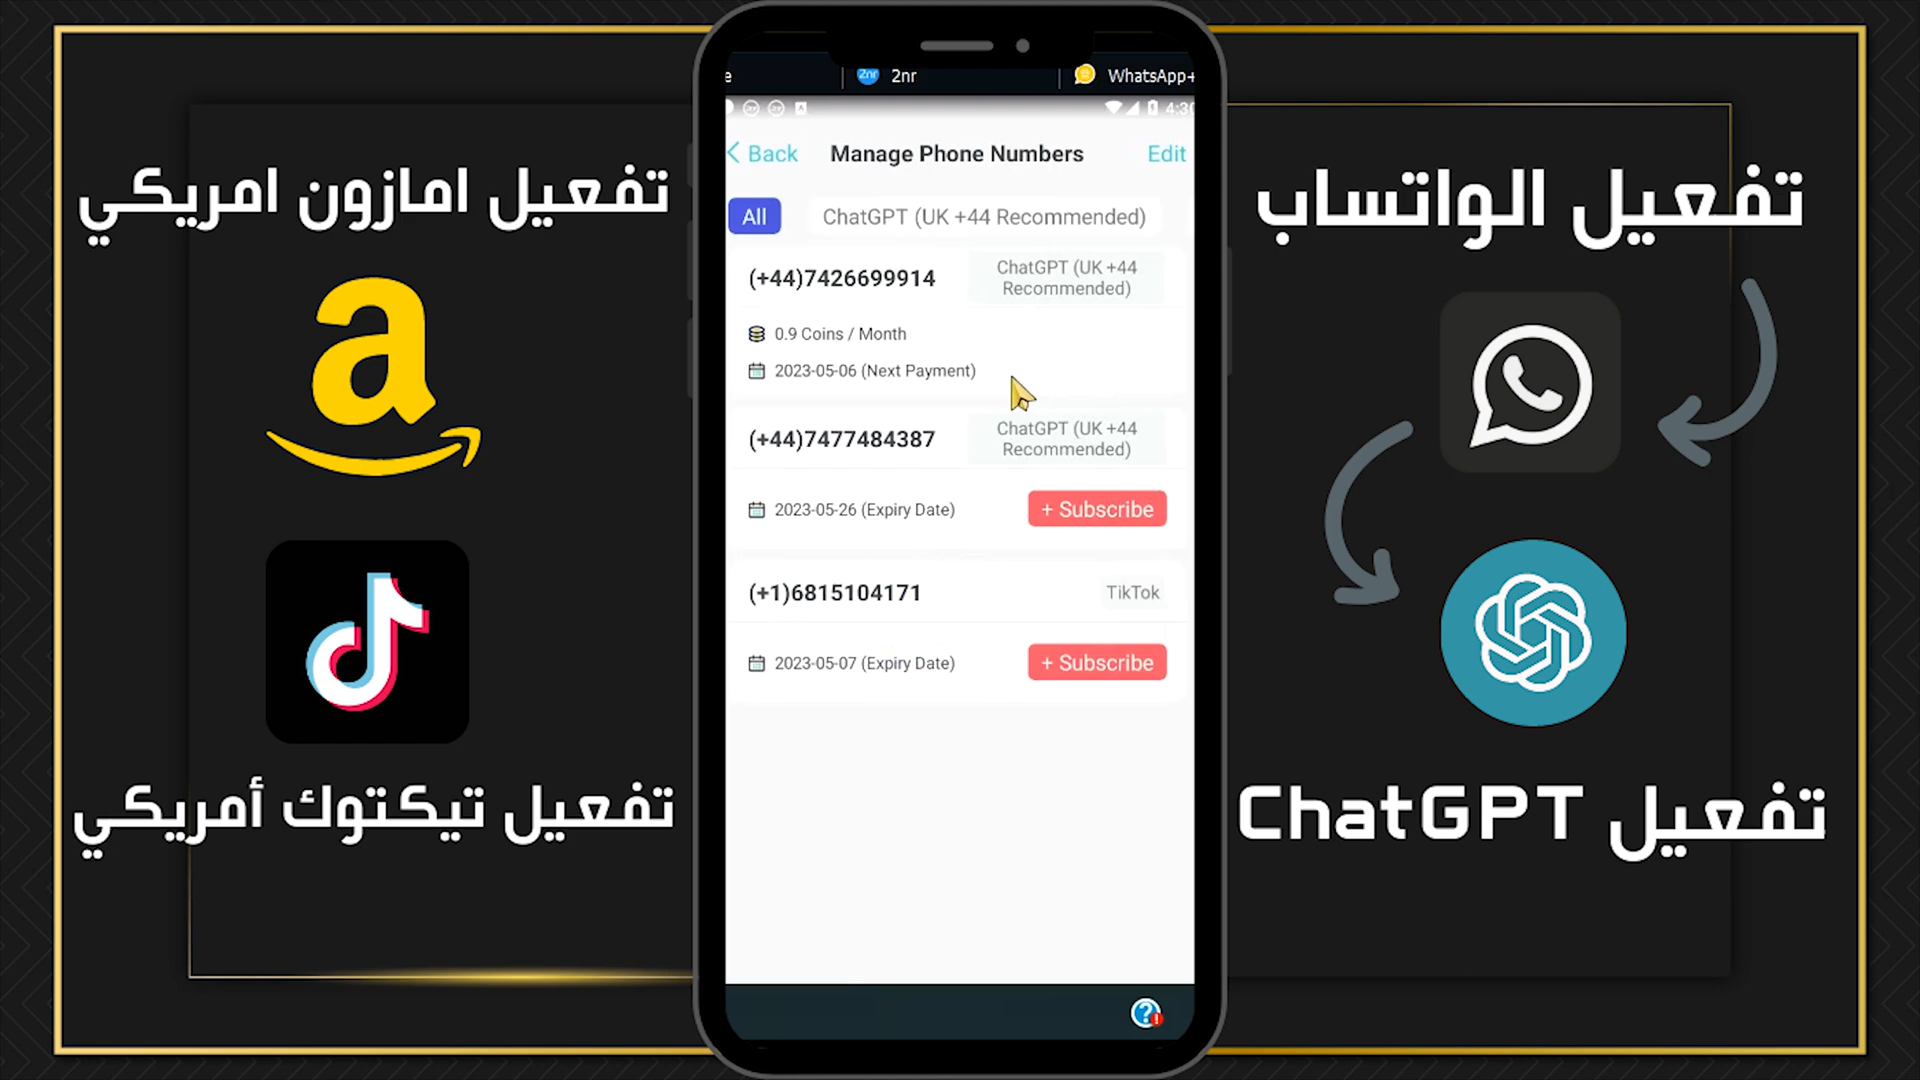 تفعيل امازون امريكي
تفعيل تيكتوك أمريكي
2nr
WhatsApp+
4:30
Back
Manage Phone Numbers
Edit
All
ChatGPT (UK +44 Recommended)
(+44)7426699914
ChatGPT (UK +44
Recommended)
0.9 Coins / Month
2023-05-06 (Next Payment)
(+44)7477484387
ChatGPT (UK +44
Recommended)
2023-05-26 (Expiry Date)
+ Subscribe
(+1)6815104171
TikTok
2023-05-07 (Expiry Date)
+ Subscribe
تفعيل الواتساب
تفعيل ChatGPT